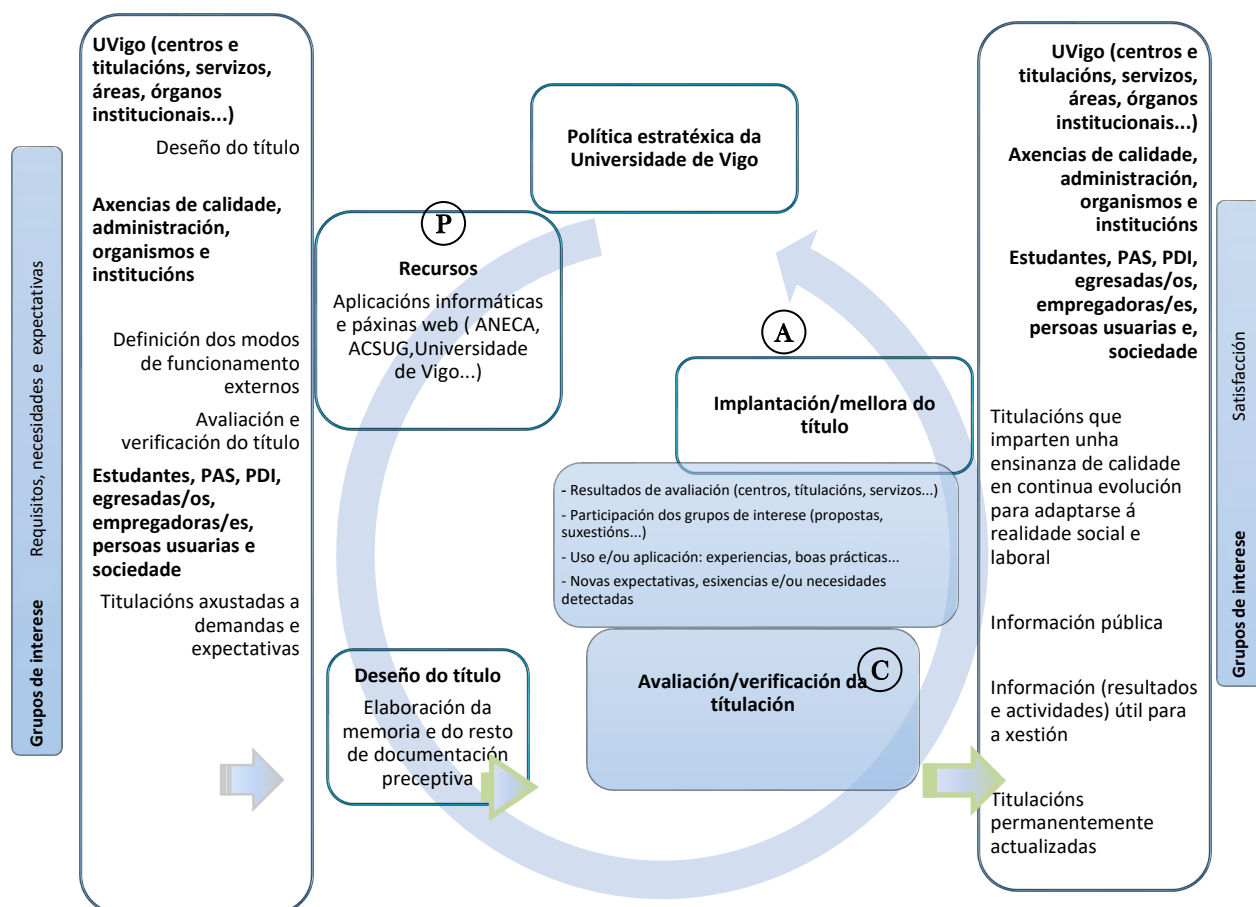 Grupos de interese
Requisitos, necesidades e expectativas
UVigo (centros e
titulacións, servizos,
áreas, órganos
institucionais...)
Deseño do título
Axencias de calidade,
administración,
organismos e
institucións
Definición dos modos
de funcionamento
externos
Avaliación e
verificación do título
Estudantes, PAS, PDI,
egresadas/os,
empregadoras/es,
persoas usuarias e
sociedade
Titulacións axustadas a
demandas e
expectativas
Política estratéxica da
Universidade de Vigo
P
Recursos
Aplicacións informáticas
e páxinas web ( ANECA,
ACSUG,Universidade
de Vigo...)
A
Implantación/mellora do
título
- Resultados de avaliación (centros, títulacións, servizos...)
- Participación dos grupos de interese (propostas,
suxestións...)
- Uso e/ou aplicación: experiencias, boas prácticas...
- Novas expectativas, esixencias e/ou necesidades
detectadas
Deseño do título
Elaboración da
memoria e do resto
de documentación
preceptiva
C
Avaliación/verificación da
títulación
UVigo (centros e
titulacións, servizos,
áreas, órganos
institucionais...)
Axencias de calidade,
administración,
organismos e
institucións
Estudantes, PAS, PDI,
egresadas/os,
empregadoras/es,
persoas usuarias e,
sociedade
Titulacións que
imparten unha
ensinanza de calidade
en continua evolución
para adaptarse á
realidade social e
laboral
Información pública
Información (resultados
e actividades) útil para
a xestión
Titulacións
permanentemente
actualizadas
Grupos de interese
Satisfacción